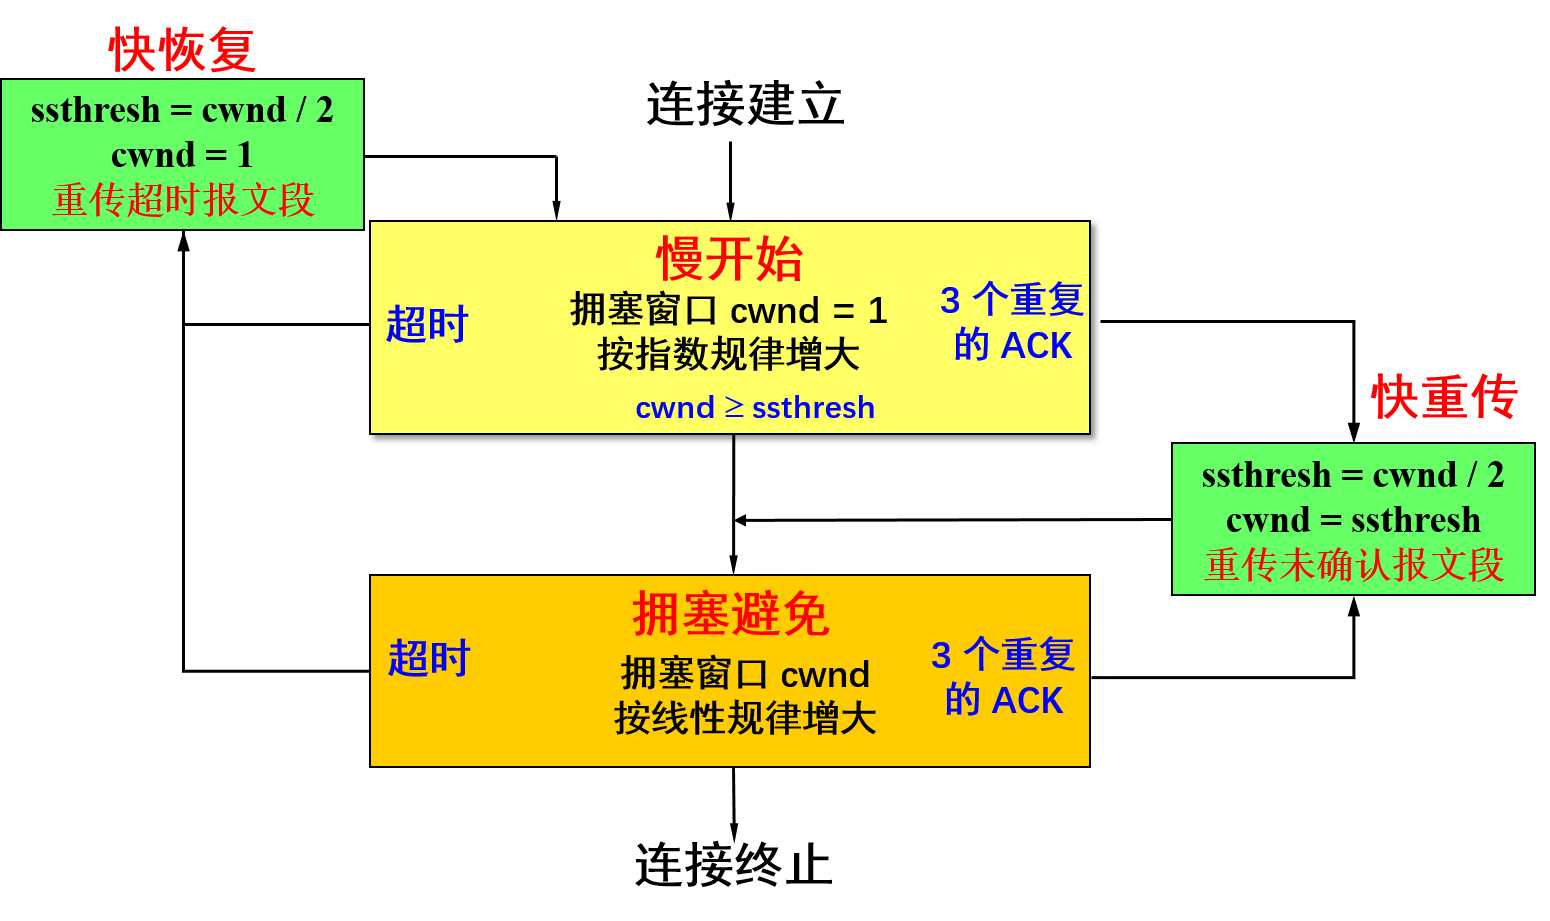 快恢复
ssthresh = cwnd / 2
cwnd = 1
重传超时报文段
连接建立
慢开始
拥塞窗口 cwnd = 1
按指数规律增大
cwnd ≥ ssthresh
超时
3 个重复
的 ACK
快重传
ssthresh = cwnd / 2
cwnd = ssthresh
重传未确认报文段
拥塞避免
拥塞窗口 cwnd
按线性规律增大
超时
3 个重复
的 ACK
连接终止